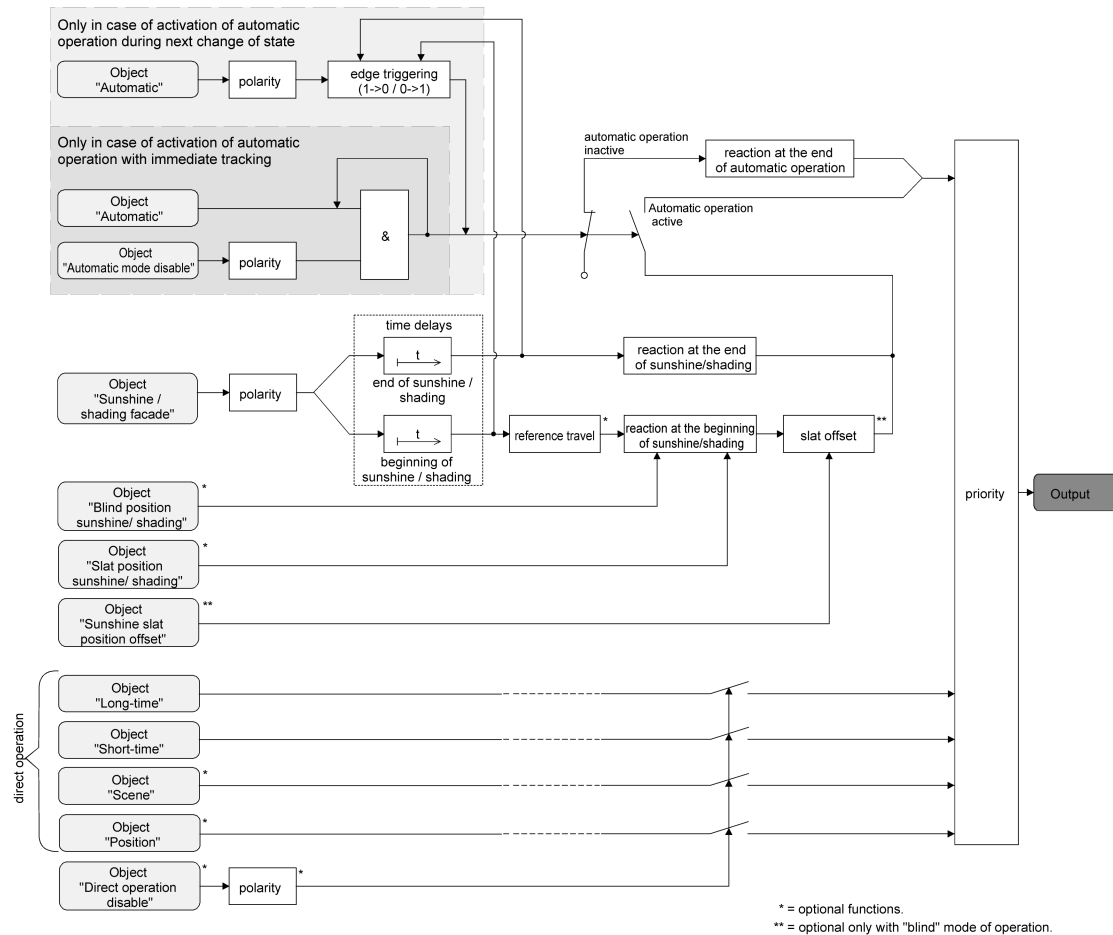 Only in case of activation of automatic
operation during next change of state
Object
"Automatic"
polarity
edge triggering
(1->0 / 0->1)
Only in case of activation of automatic
operation with immediate tracking
Object
"Automatic"
&
Object
"Automatic mode disable"
polarity
automatic operation
inactive
reaction at the end
of automatic operation
Automatic operation
active
time delays
t
end of sunshine /
shading
reaction at the end
of sunshine/shading
Object
"Sunshine /
shading facade"
polarity
t
beginning of
sunshine / shading
reference travel
*
reaction at the beginning
of sunshine/shading
slat offset
**
Object
"Blind position
sunshine/ shading"
*
priority
Output
Object
"Slat position
sunshine/ shading"
*
Object
"Sunshine slat
position offset"
**
direct operation
Object
"Long-time"
Object
"Short-time"
Object
"Scene"
*
Object
"Position"
*
Object
"Direct operation
disable"
*
polarity
*
* = optional functions.
** = optional only with "blind" mode of operation.